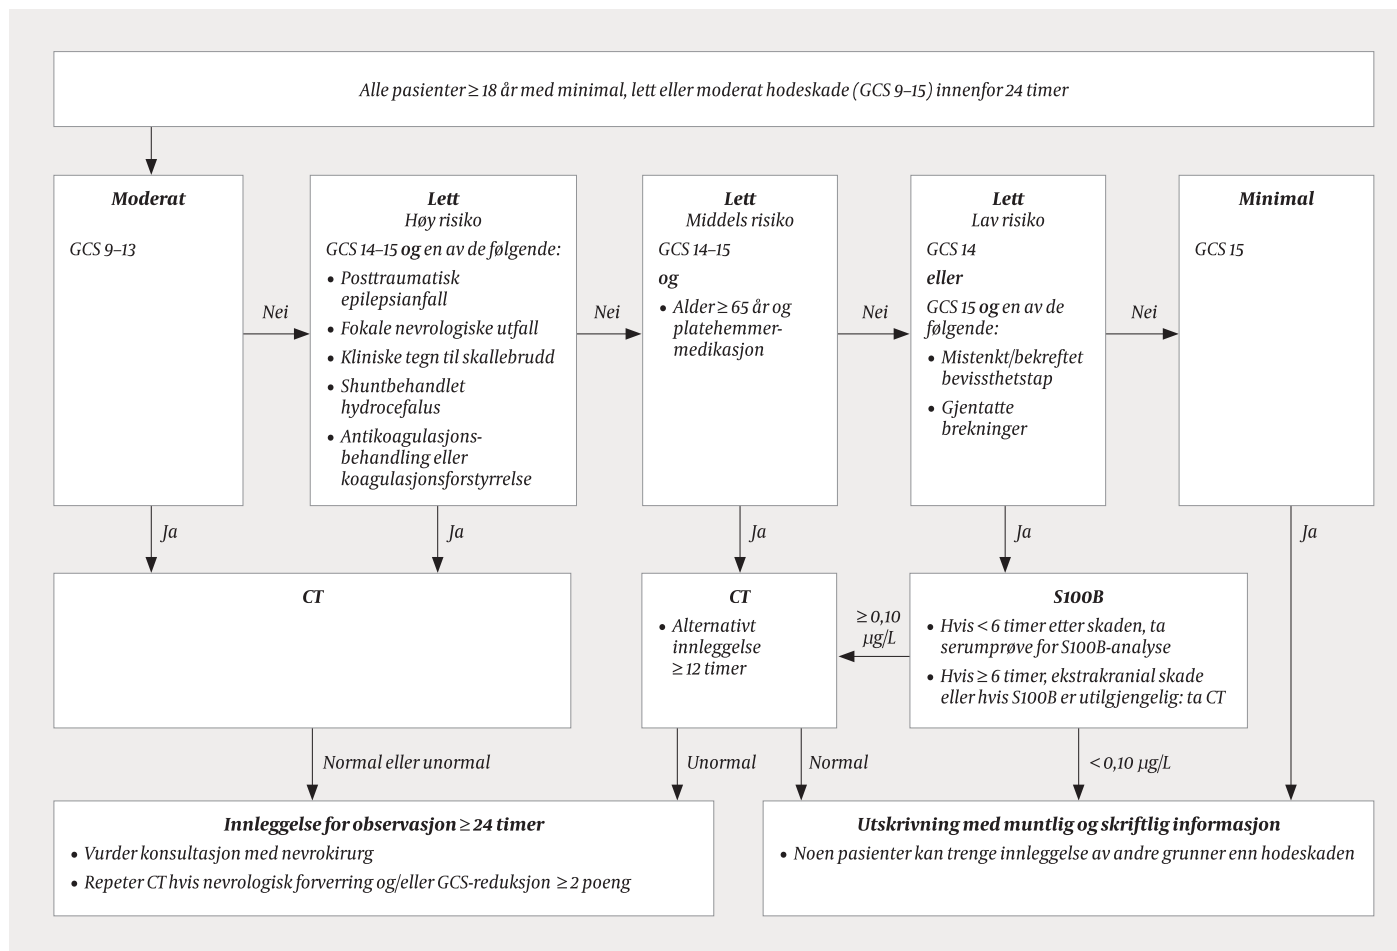 Alle pasienter ≥ 18 år med minimal, lett eller moderat hodeskade (GCS 9–15) innenfor 24 timer
Moderat
GCS 9–13
Nei
Lett
Høy risiko
GCS 14–15 og en av de følgende:
• Posttraumatisk
epilepsianfall
• Fokale nevrologiske utfall
• Kliniske tegn til skallebrudd
• Shuntbehandlet
hydrocefalus
• Antikoagulasjons-
behandling eller
koagulasjonsforstyrrelse
Nei
Lett
Middels risiko
GCS 14–15
og
• Alder ≥ 65 år og
platehemmer-
medikasjon
Nei
Lett
Lav risiko
GCS 14
eller
GCS 15 og en av de
følgende:
• Mistenkt/bekreftet
bevissthetstap
• Gjentatte
brekninger
Nei
Minimal
GCS 15
Ja
Ja
Ja
Ja
Ja
CT
CT
• Alternativt
innleggelse
≥ 12 timer
≥ 0,10
µg/L
S100B
• Hvis < 6 timer etter skaden, ta
serumprøve for S100B-analyse
• Hvis ≥ 6 timer, ekstrakranial skade
eller hvis S100B er utilgjengelig: ta CT
Normal eller unormal
Unormal
Normal
< 0,10 µg/L
Innleggelse for observasjon ≥ 24 timer
• Vurder konsultasjon med nevrokirurg
• Repeter CT hvis nevrologisk forverring og/eller GCS-reduksjon ≥ 2 poeng
Utskrivning med muntlig og skriftlig informasjon
• Noen pasienter kan trenge innleggelse av andre grunner enn hodeskaden